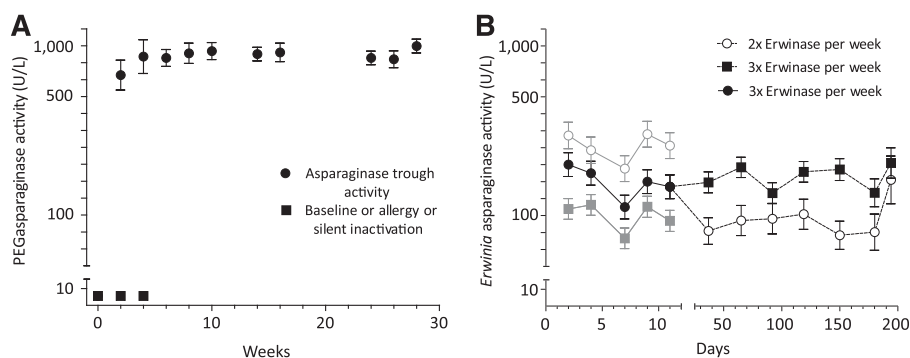 A
PEGasparaginase activity (U/L)
1,000
500
100
10
Asparaginase trough
activity
Baseline or allergy or
silent inactivation
0 10 20 30
Weeks
B
Erwinia asparaginase activity (U/L)
1,000
500
100
10
2x Erwinase per week
3x Erwinase per week
3x Erwinase per week
0 5 10 50 100 150 200
Days